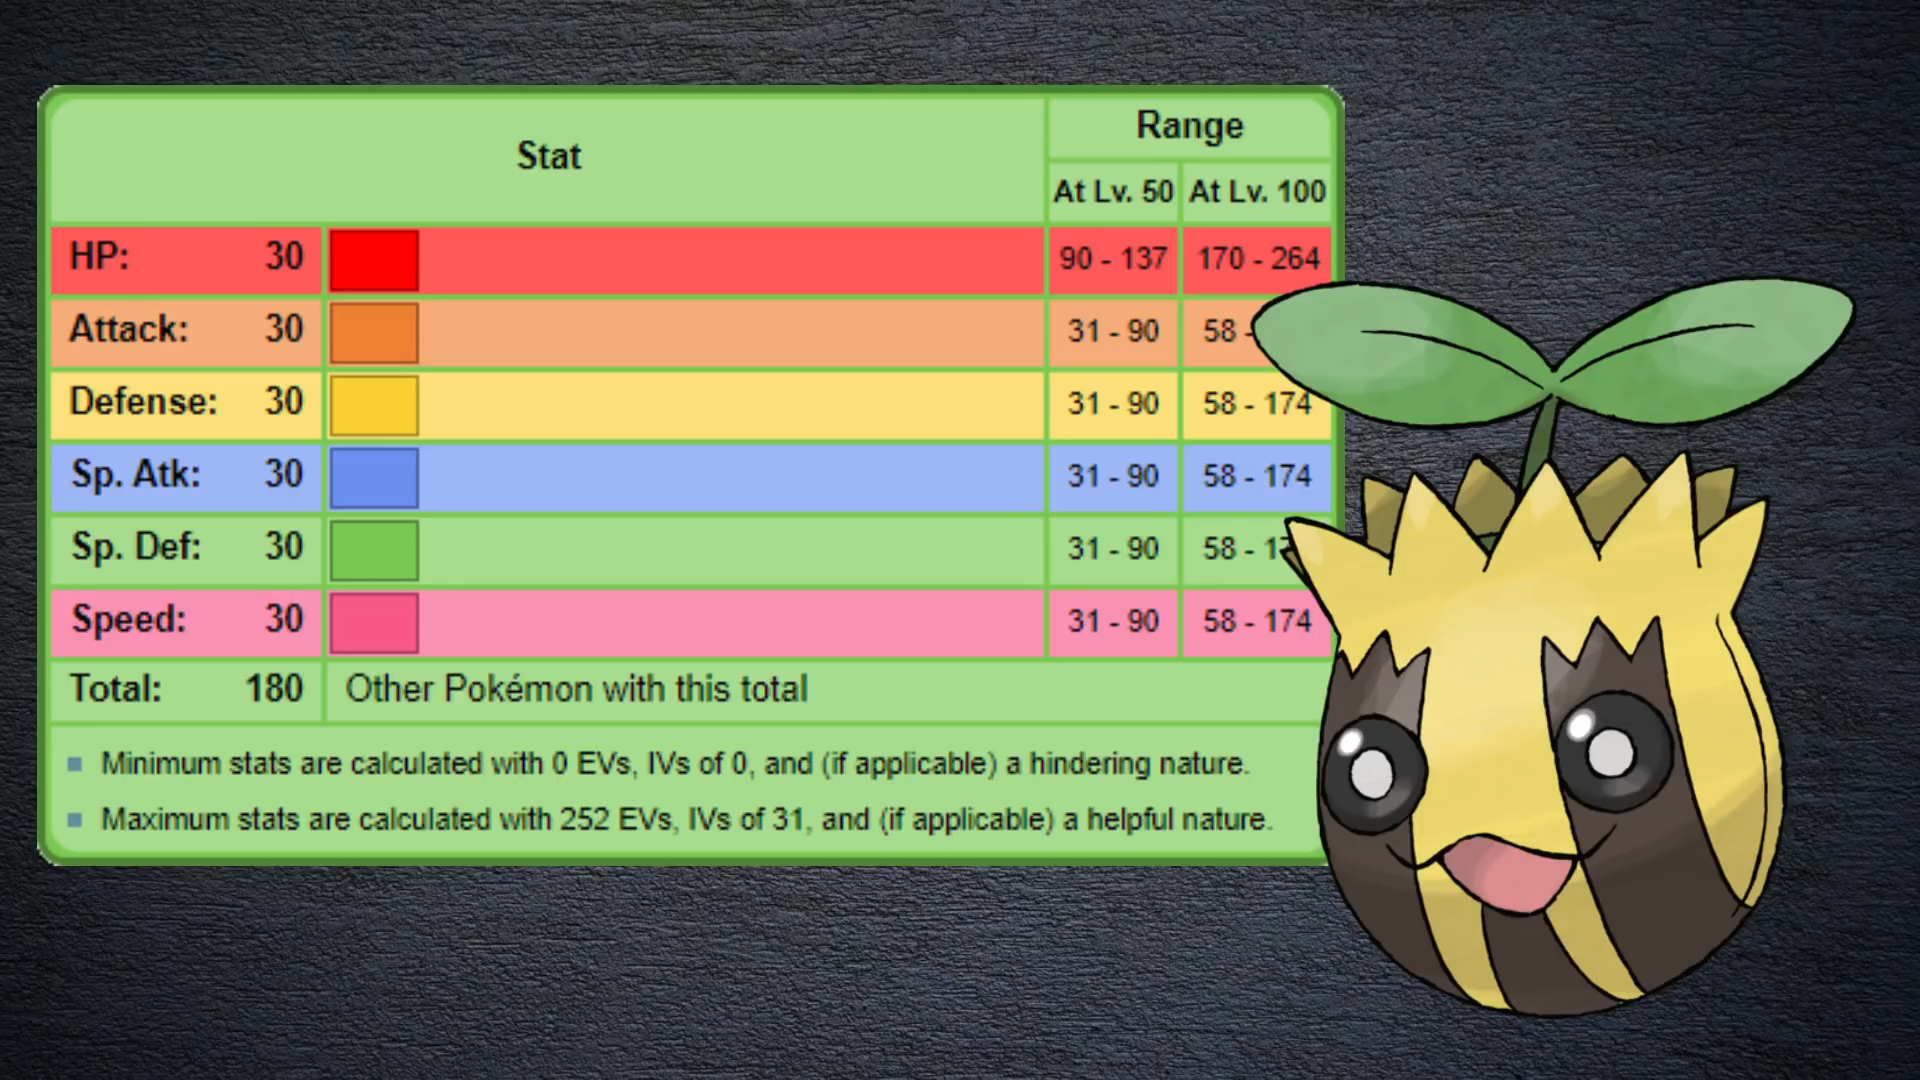 Stat Range
At Lv. 50 At Lv. 100
HP: 30 90 - 137 170 - 264
Attack: 30 31 - 90 58 -
Defense: 30 31 - 90 58 - 174
Sp. Atk: 30 31 - 90 58 - 174
Sp. Def: 30 31 - 90 58 -
Speed: 30 31 - 90 58 - 174
Total: 180 Other Pokémon with this total
Minimum stats are calculated with 0 EVs, IVs of 0, and (if applicable) a hindering nature.
Maximum stats are calculated with 252 EVs, IVs of 31, and (if applicable) a helpful nature.